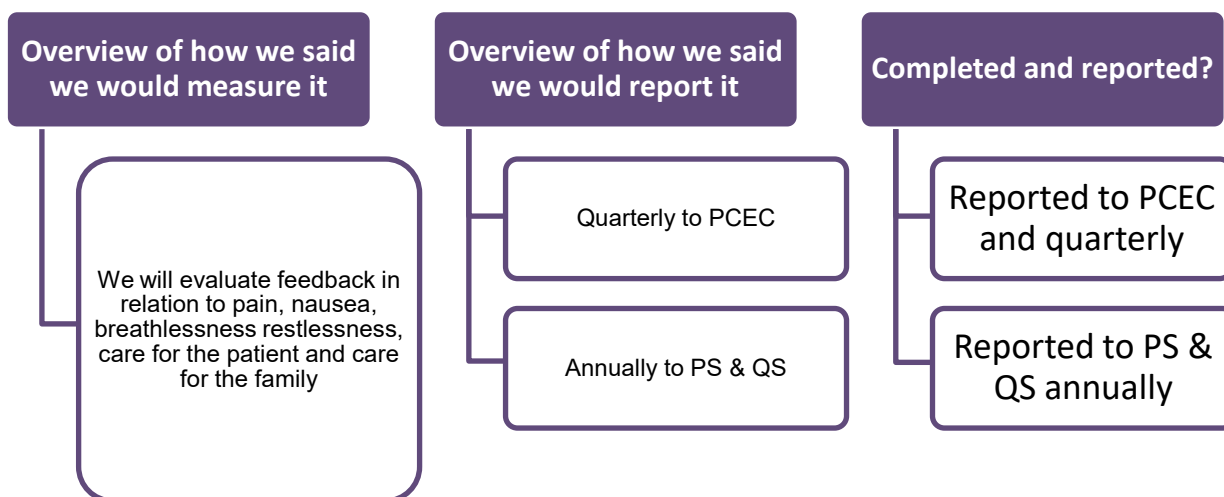 Overview of how we said
we would measure it
We will evaluate feedback in
relation to pain, nausea,
breathlessness restlessness,
care for the patient and care
for the family
Overview of how we said
we would report it
Quarterly to PCEC
Annually to PS & QS
Completed and reported?
Reported to PCEC
and quarterly
Reported to PS &
QS annually